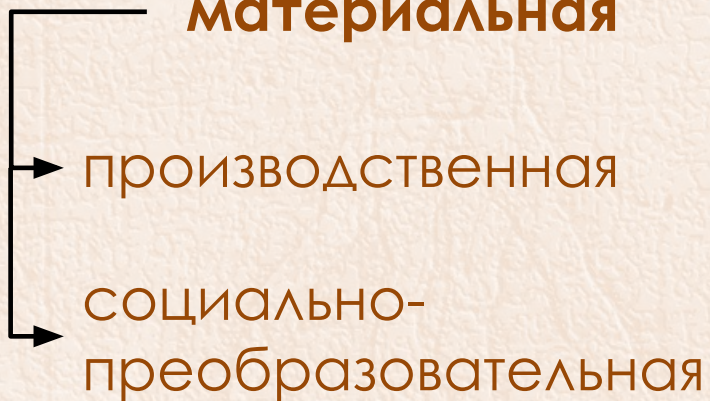 материальная
производственная
социально-
преобразовательная